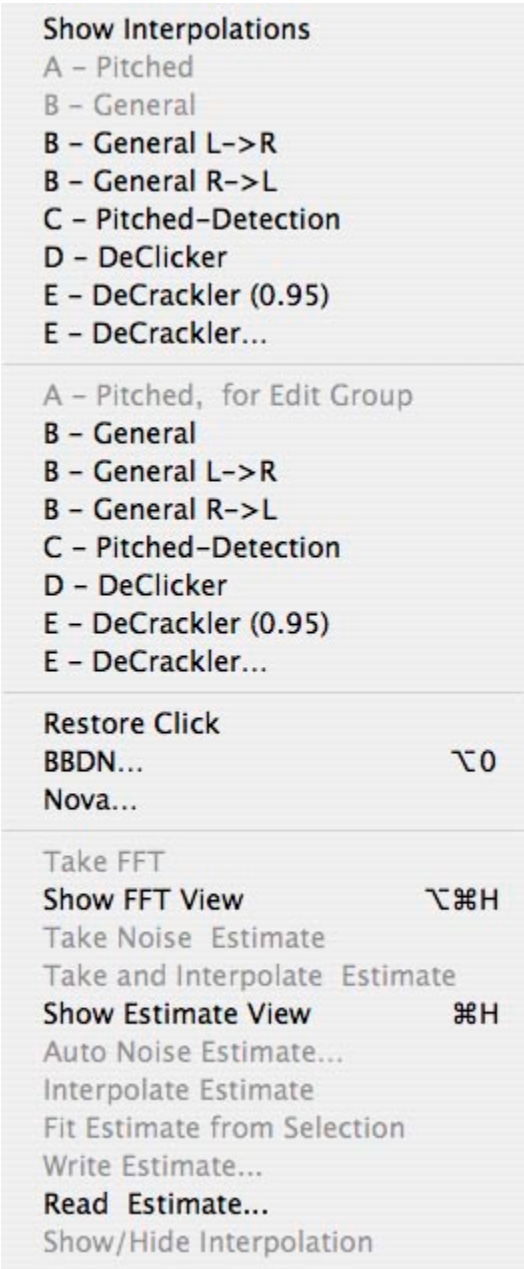 Show Interpolations
A – Pitched
B – General
B – General L–>R
B – General R–>L
C – Pitched–Detection
D – DeClicker
E – DeCrackler (0.95)
E – DeCrackler...
A – Pitched,  for Edit Group
B – General
B – General L–>R
B – General R–>L
C – Pitched–Detection
D – DeClicker
E – DeCrackler (0.95)
E – DeCrackler...
Restore Click
BBDN... ⌥0
Nova...
Take FFT
Show FFT View ⌥⌘H
Take Noise  Estimate
Take and Interpolate  Estimate
Show Estimate View ⌘H
Auto Noise Estimate...
Interpolate Estimate
Fit Estimate from Selection
Write Estimate...
Read  Estimate...
Show/Hide Interpolation